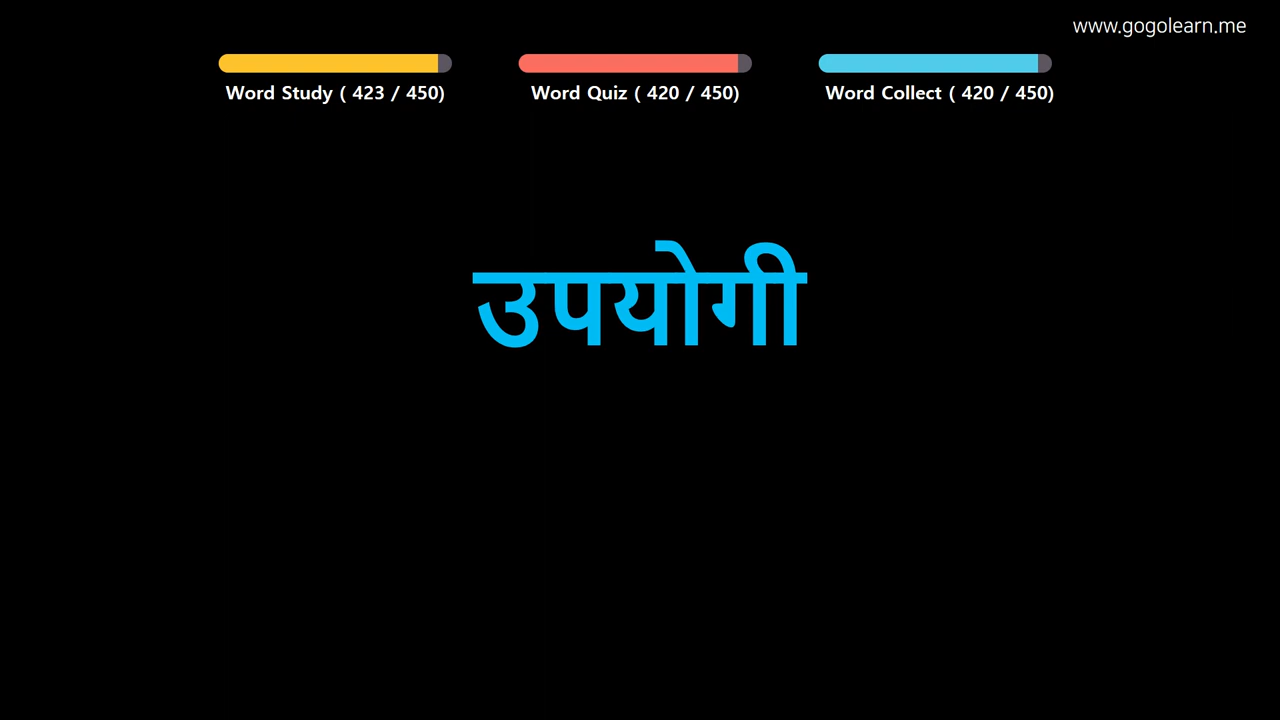 www.gogolearn.me
Word Study ( 423 / 450)
Word Quiz ( 420 / 450)
Word Collect ( 420 / 450)
उपयोगी